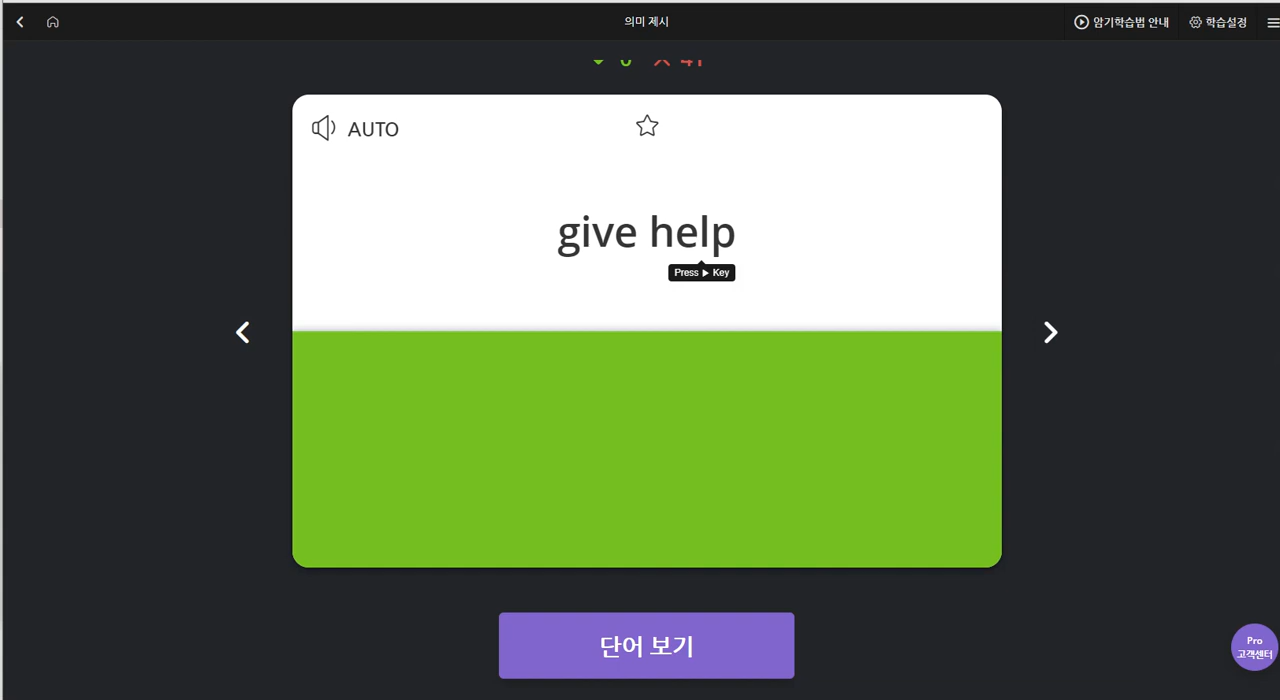 의미 제시
암기학습법 안내
학습설정
AUTO
give help
Press ▶ Key
단어 보기
Pro
고객센터